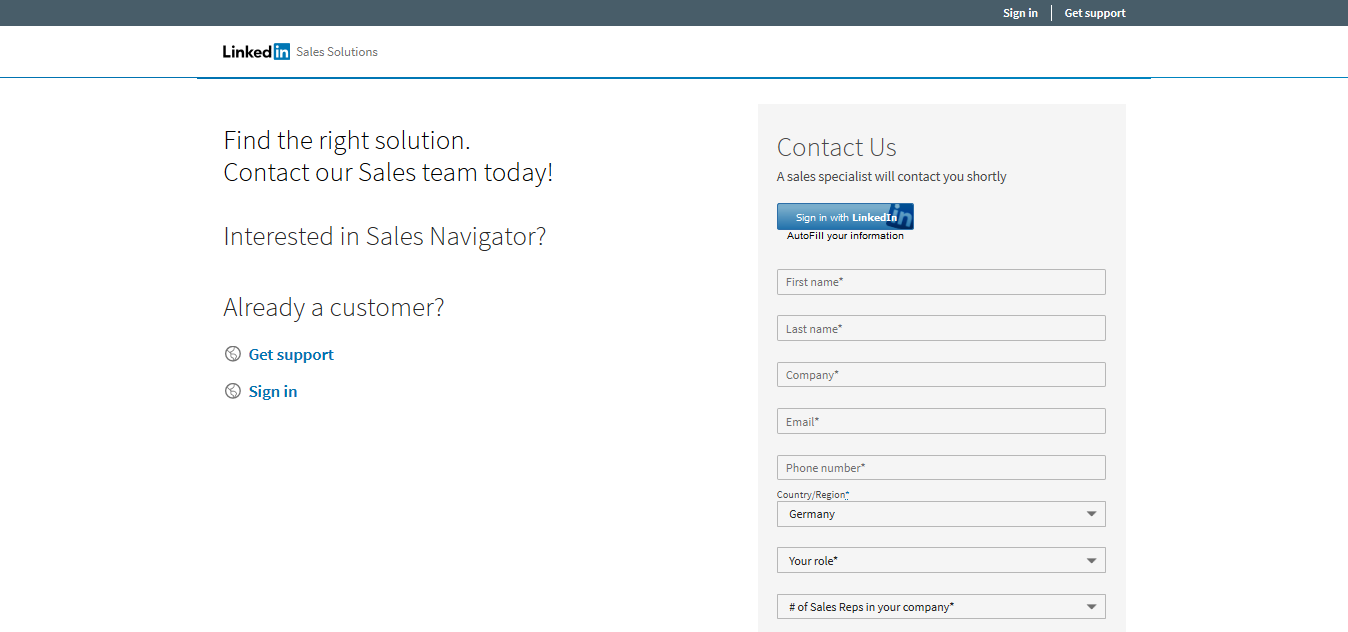 Sign in
Get support
Linkedin Sales Solutions
Find the right solution.
Contact our Sales team today!
Interested in Sales Navigator?
Already a customer?
Get support
Sign in
Contact Us
A sales specialist will contact you shortly
Sign in with LinkedIn
in
AutoFill your information
First name*
Last name*
Company*
Email*
Phone number*
Country/Region*
Germany
Your role*
# of Sales Reps in your company*